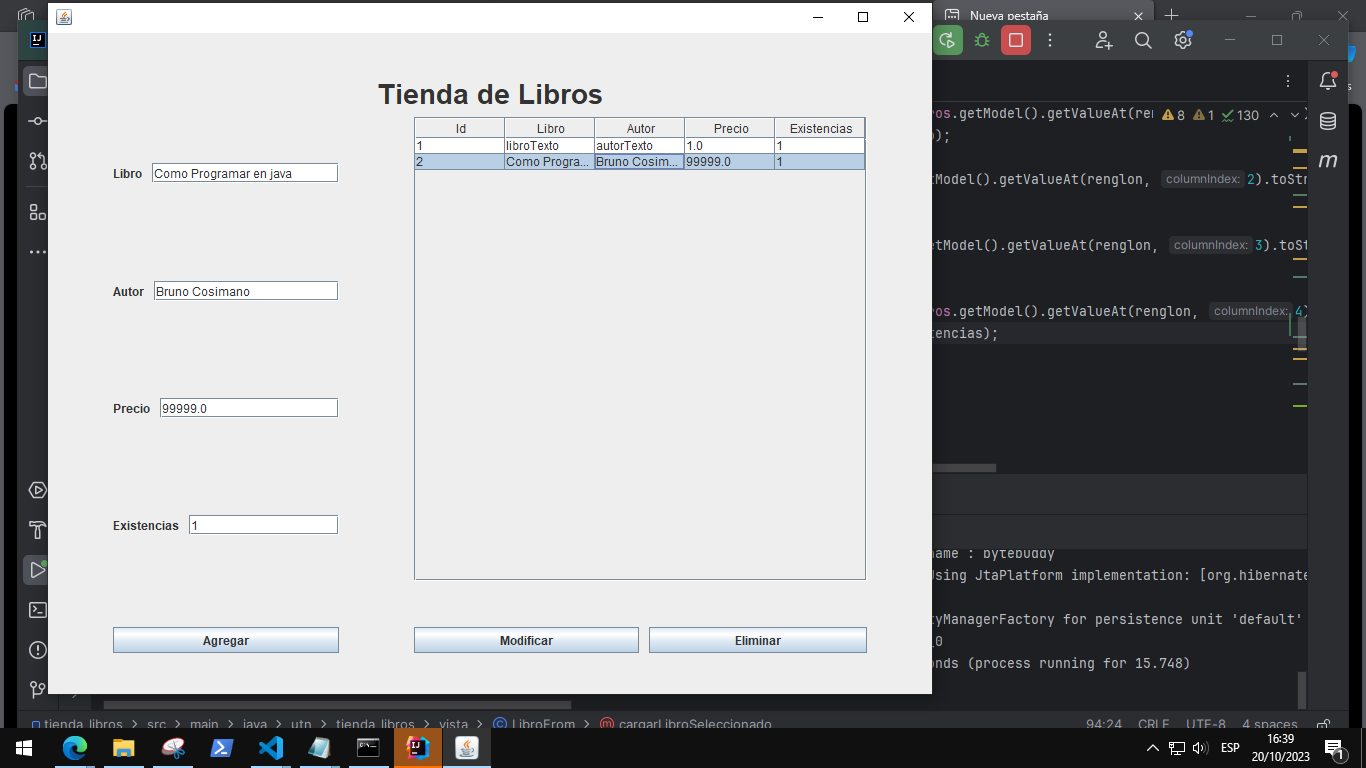 Nueva pestaña
Tienda de Libros
Id Libro Autor Precio Existencias
1 libroTexto autorTexto 1.0 1
2 Como Progra... Bruno Cosim... 99999.0 1
Libro Como Programar en java
Autor Bruno Cosimano
Precio 99999.0
Existencias 1
Agregar Modificar Eliminar
ros.getModel().getValueAt(ren 8 1 130
);
tModel().getValueAt(renglon, columnIndex: 2).toStr
etModel().getValueAt(renglon, columnIndex: 3).toSt
ros.getModel().getValueAt(renglon, columnIndex: 4)
tencias);
name : bytebuddy
Using JtaPlatform implementation: [org.hibernate
tyManagerFactory for persistence unit 'default'
0
onds (process running for 15.748)
tienda_libros > src > main > java > utn > tienda_libros > vista > LibroFrom > cargarLibroSeleccionado 94:24 CRLF UTF-8 4 spaces
ESP 16:39
20/10/2023 1